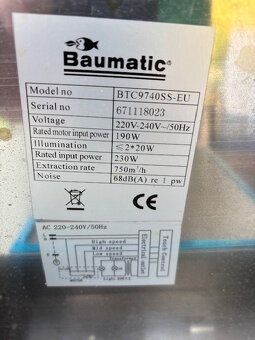 Baumatic
Model no BTC9740SS-EU
Serial no 671118023
Voltage 220V-240V~/50Hz
Rated motor input power 190W
Illumination ≤2*20W
Rated input power 230W
Extraction rate 750m³/h
Noise 68dB(A) re 1 pw
CE
AC 220-240V/50Hz
High speed
Mid speed
Low speed
Electrical outlet
Touch Control